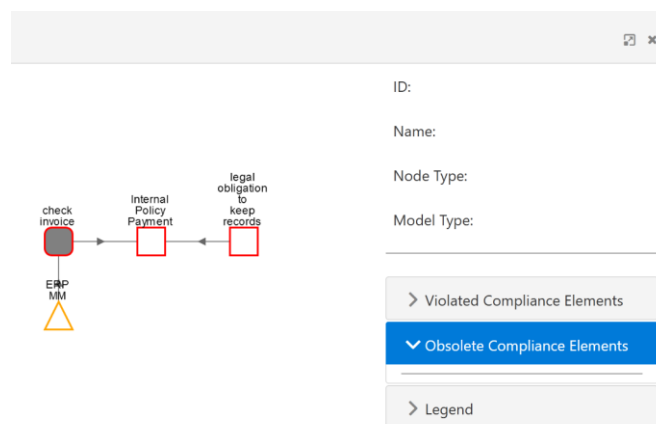 ID:
Name:
Node Type:
Model Type:
legal
obligation
to
keep
records
Internal
Policy
Payment
check
invoice
ERP
MM
Violated Compliance Elements
Obsolete Compliance Elements
Legend